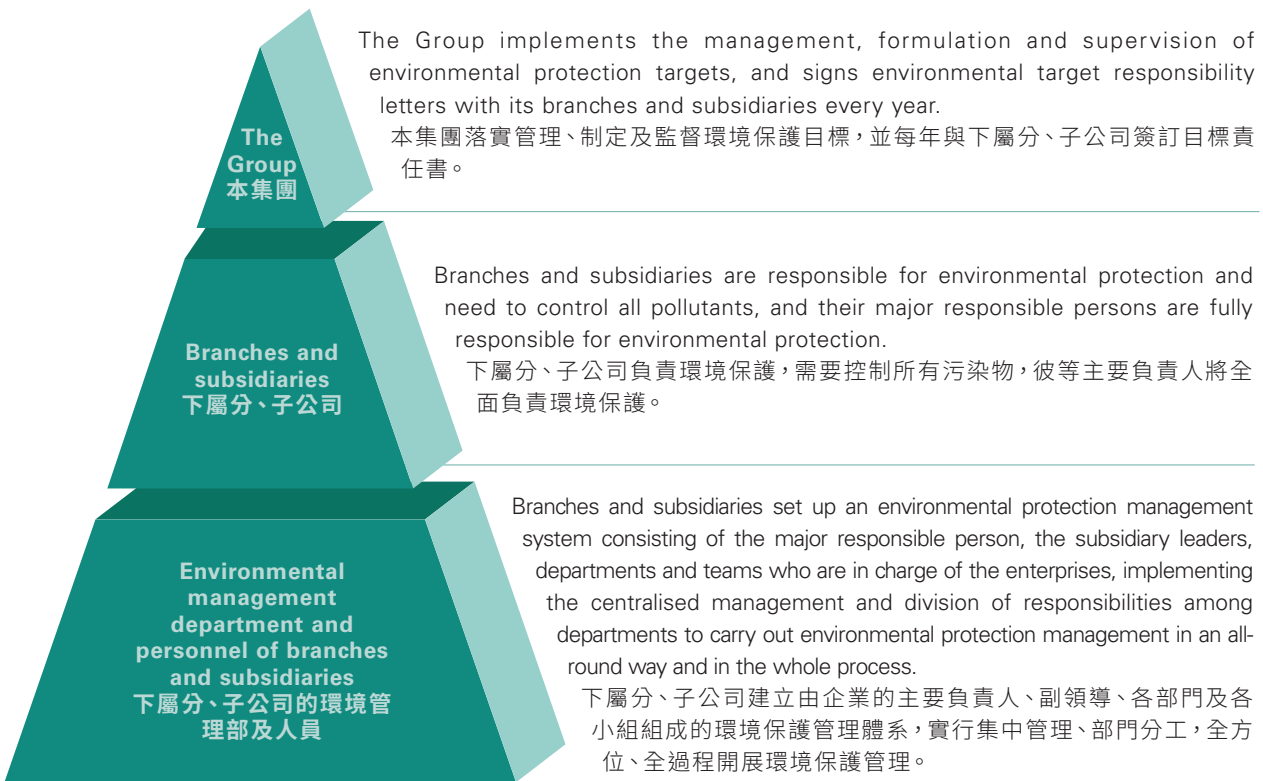 The
Group
本集團
The Group implements the management, formulation and supervision of
environmental protection targets, and signs environmental target responsibility
letters with its branches and subsidiaries every year.
本集團落實管理、制定及監督環境保護目標，並每年與下屬分、子公司簽訂目標責
任書。
Branches and
subsidiaries
下屬分、子公司
Branches and subsidiaries are responsible for environmental protection and
need to control all pollutants, and their major responsible persons are fully
responsible for environmental protection.
下屬分、子公司負責環境保護，需要控制所有污染物，彼等主要負責人將全
面負責環境保護。
Environmental
management
department and
personnel of branches
and subsidiaries
下屬分、子公司的環境管
理部及人員
Branches and subsidiaries set up an environmental protection management
system consisting of the major responsible person, the subsidiary leaders,
departments and teams who are in charge of the enterprises, implementing
the centralised management and division of responsibilities among
departments to carry out environmental protection management in an all-
round way and in the whole process.
下屬分、子公司建立由企業的主要負責人、副領導、各部門及各
小組組成的環境保護管理體系，實行集中管理、部門分工，全方
位、全過程開展環境保護管理。